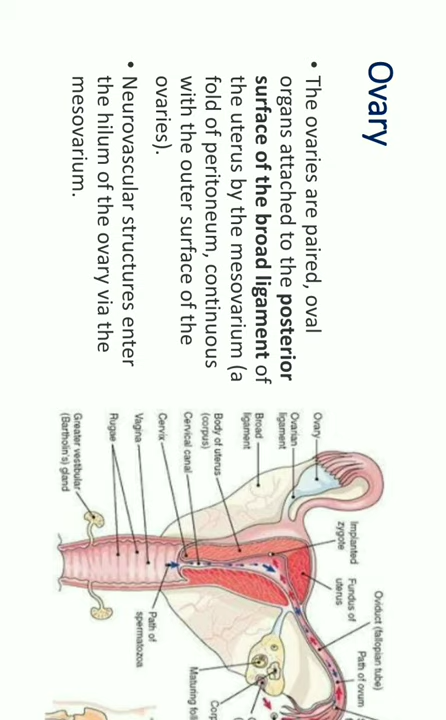 Ovary
• The ovaries are paired, oval
organs attached to the posterior
surface of the broad ligament of
the uterus by the mesovarium (a
fold of peritoneum, continuous
with the outer surface of the
ovaries).
• Neurovascular structures enter
the hilum of the ovary via the
mesovarium.
Ovary
Ovarian
ligament
Broad
ligament
Body of uterus
(corpus)
Cervical canal
Cervix
Vagina
Rugae
Greater vestibular
(Bartholin's) gland
Implanted
zygote
Fundus of
uterus
Oviduct (fallopian tube)
Path of ovum
Path of
spermatozoa
Maturing